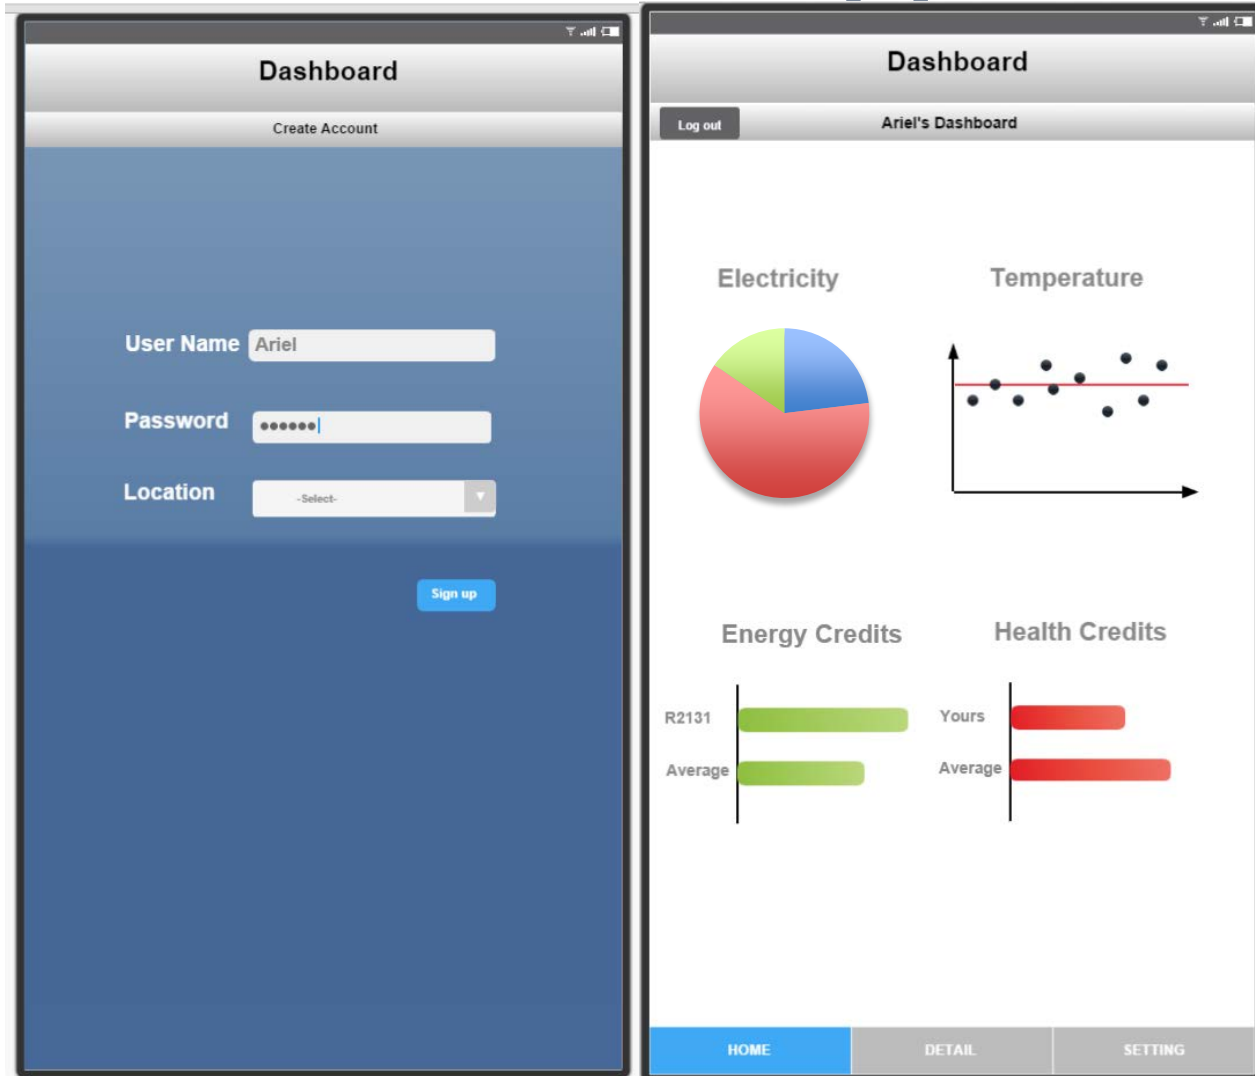 Dashboard
Create Account
User Name Ariel
Password ●●●●●●
Location -Select-
Sign up
Dashboard
Log out Ariel's Dashboard
Electricity Temperature
Energy Credits Health Credits
R2131 Yours
Average Average
HOME DETAIL SETTING